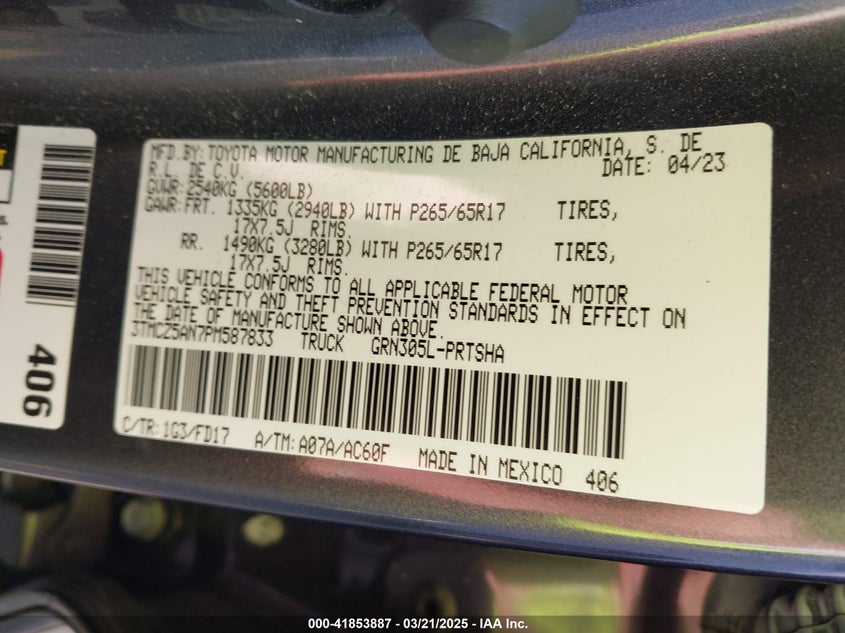 MFD.BY:TOYOTA MOTOR MANUFACTURING DE BAJA CALIFORNIA, S. DE
R.L. DE C.V. DATE: 04/23
GVWR:2540KG (5600LB)
GAWR:FRT. 1335KG (2940LB) WITH P265/65R17 TIRES,
17X7.5J RIMS.
RR. 1490KG (3280LB) WITH P265/65R17 TIRES,
17X7.5J RIMS.
THIS VEHICLE CONFORMS TO ALL APPLICABLE FEDERAL MOTOR
VEHICLE SAFETY AND THEFT PREVENTION STANDARDS IN EFFECT ON
THE DATE OF MANUFACTURE SHOWN ABOVE.
3TMCZ5AN7PM587833 TRUCK GRN305L-PRTSHA
C/TR:1G3/FD17 A/TM:A07A/AC60F MADE IN MEXICO 406
406
000-41853887 - 03/21/2025 - IAA Inc.